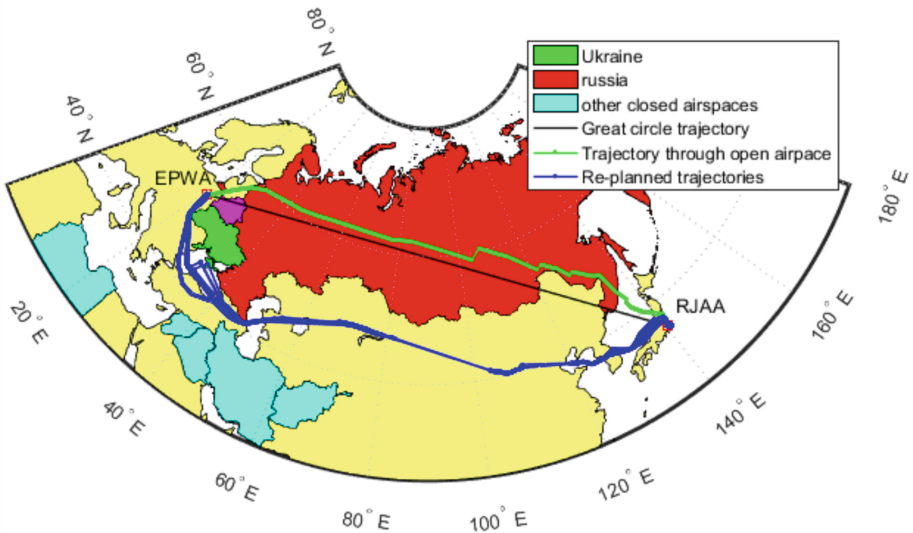 80° N
60° N
40° N
Ukraine
russia
other closed airspaces
Great circle trajectory
Trajectory through open airpace
Re-planned trajectories
EPWA
180° E
RJAA
20° E
160° E
40° E
140° E
60° E
120° E
80° E
100° E